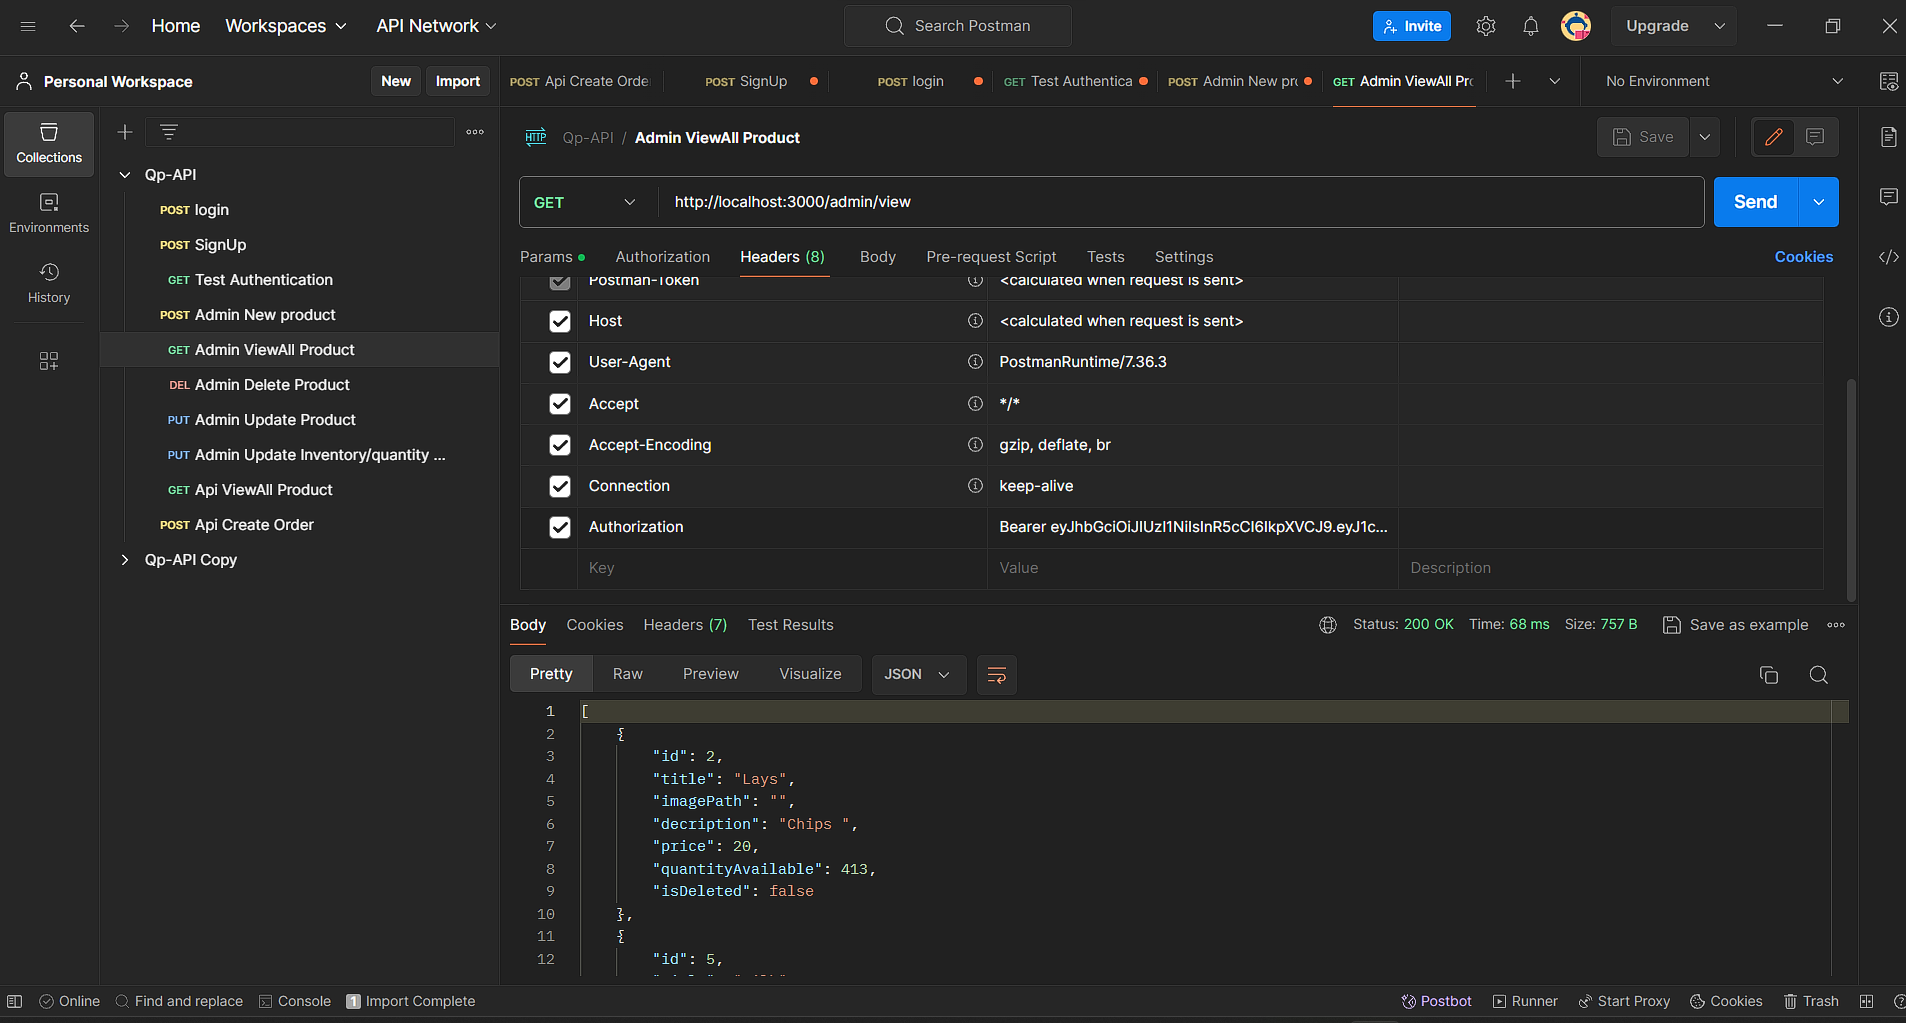 Home
Workspaces
API Network
Search Postman
Invite
Upgrade
Personal Workspace
New
Import
POST Api Create Orde
POST SignUp
POST login
GET Test Authentica
POST Admin New pr
GET Admin ViewAll Pr
No Environment
Collections
Environments
History
Qp-API
POST login
POST SignUp
GET Test Authentication
POST Admin New product
GET Admin ViewAll Product
DEL Admin Delete Product
PUT Admin Update Product
PUT Admin Update Inventory/quantity ...
GET Api ViewAll Product
POST Api Create Order
Qp-API Copy
HTTP Qp-API / Admin ViewAll Product
Save
GET http://localhost:3000/admin/view
Send
Params Authorization Headers (8) Body Pre-request Script Tests Settings Cookies
Postman-Token <calculated when request is sent>
Host <calculated when request is sent>
User-Agent PostmanRuntime/7.36.3
Accept */*
Accept-Encoding gzip, deflate, br
Connection keep-alive
Authorization Bearer eyJhbGciOiJIUzI1NiIsInR5cCI6IkpXVCJ9.eyJ1c...
Key Value Description
Body Cookies Headers (7) Test Results
Status: 200 OK Time: 68 ms Size: 757 B Save as example
Pretty Raw Preview Visualize JSON
1 [
2 {
3 "id": 2,
4 "title": "Lays",
5 "imagePath": "",
6 "decription": "Chips ",
7 "price": 20,
8 "quantityAvailable": 413,
9 "isDeleted": false
10 },
11 {
12 "id": 5,
Online Find and replace Console 1 Import Complete
Postbot Runner Start Proxy Cookies Trash